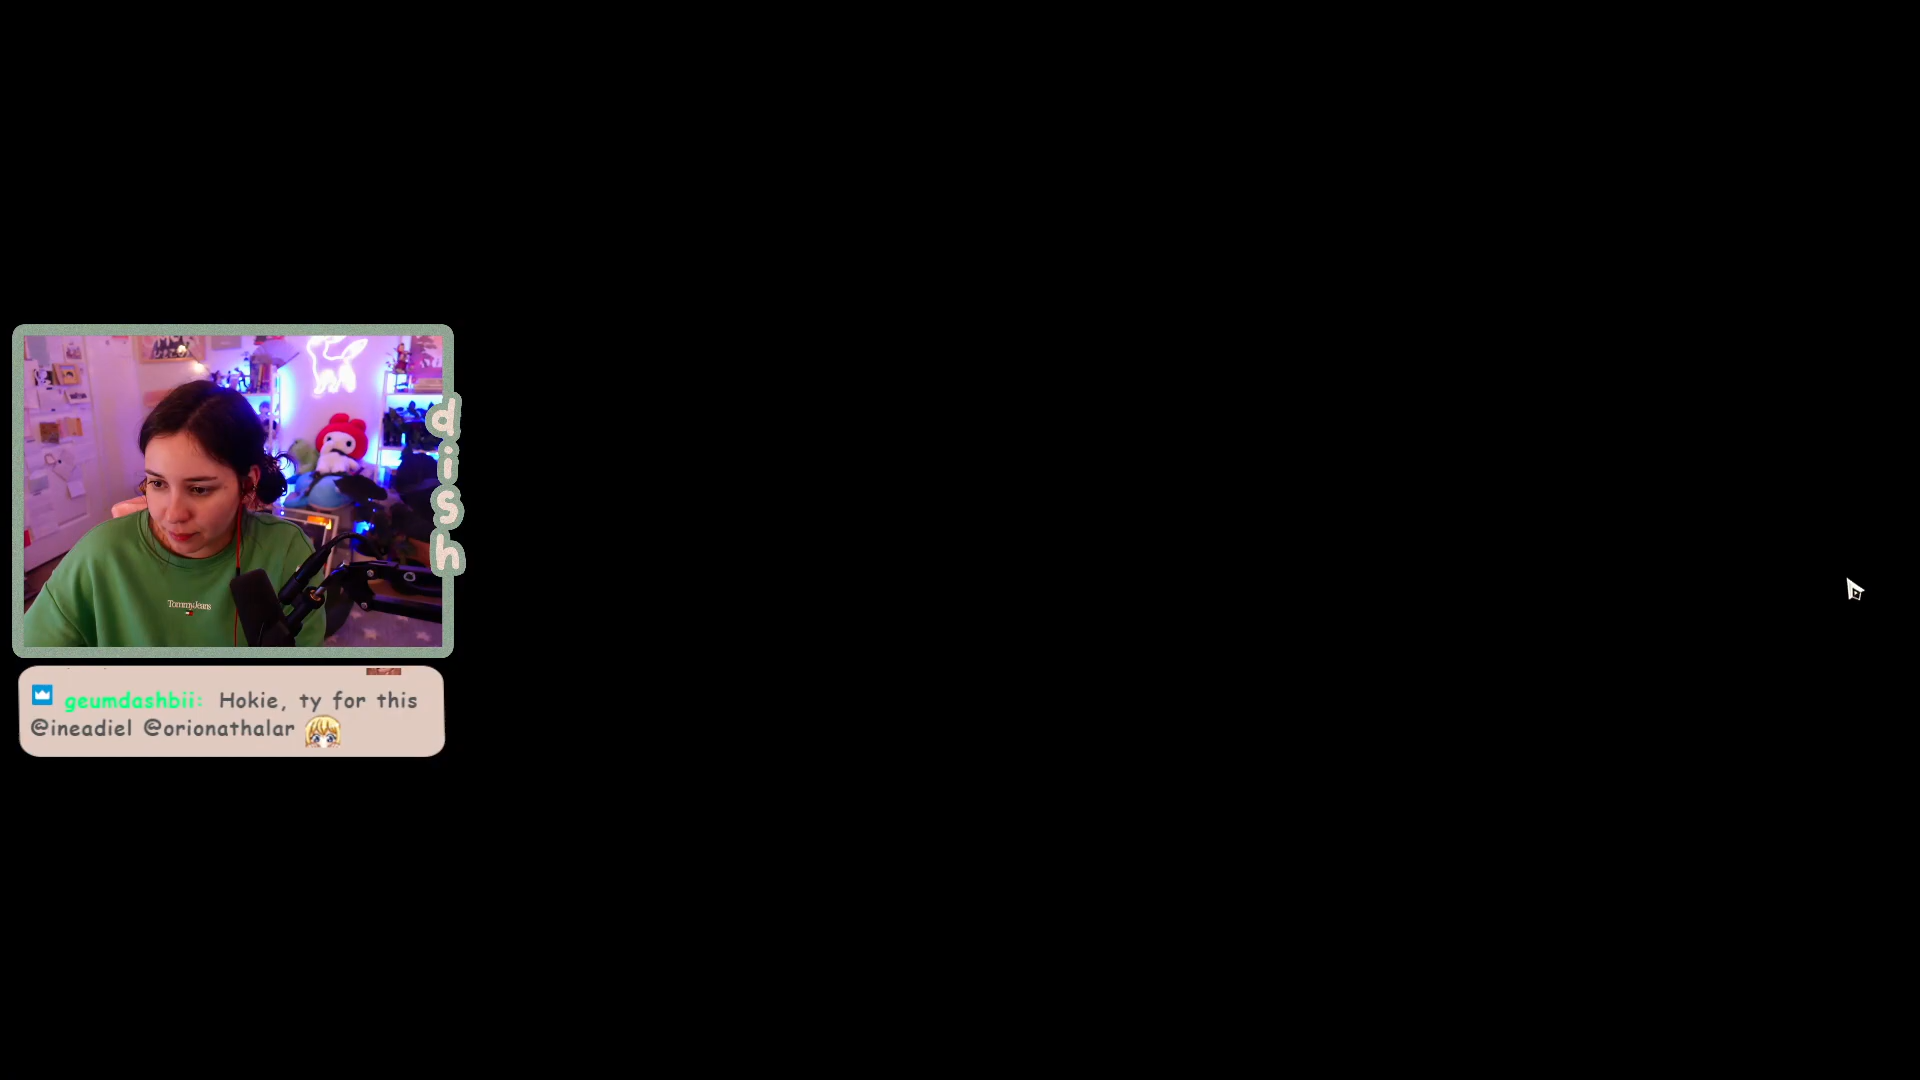 dish
TommyJeans
geumdashbii: Hokie, ty for this
@ineadiel @orionathalar